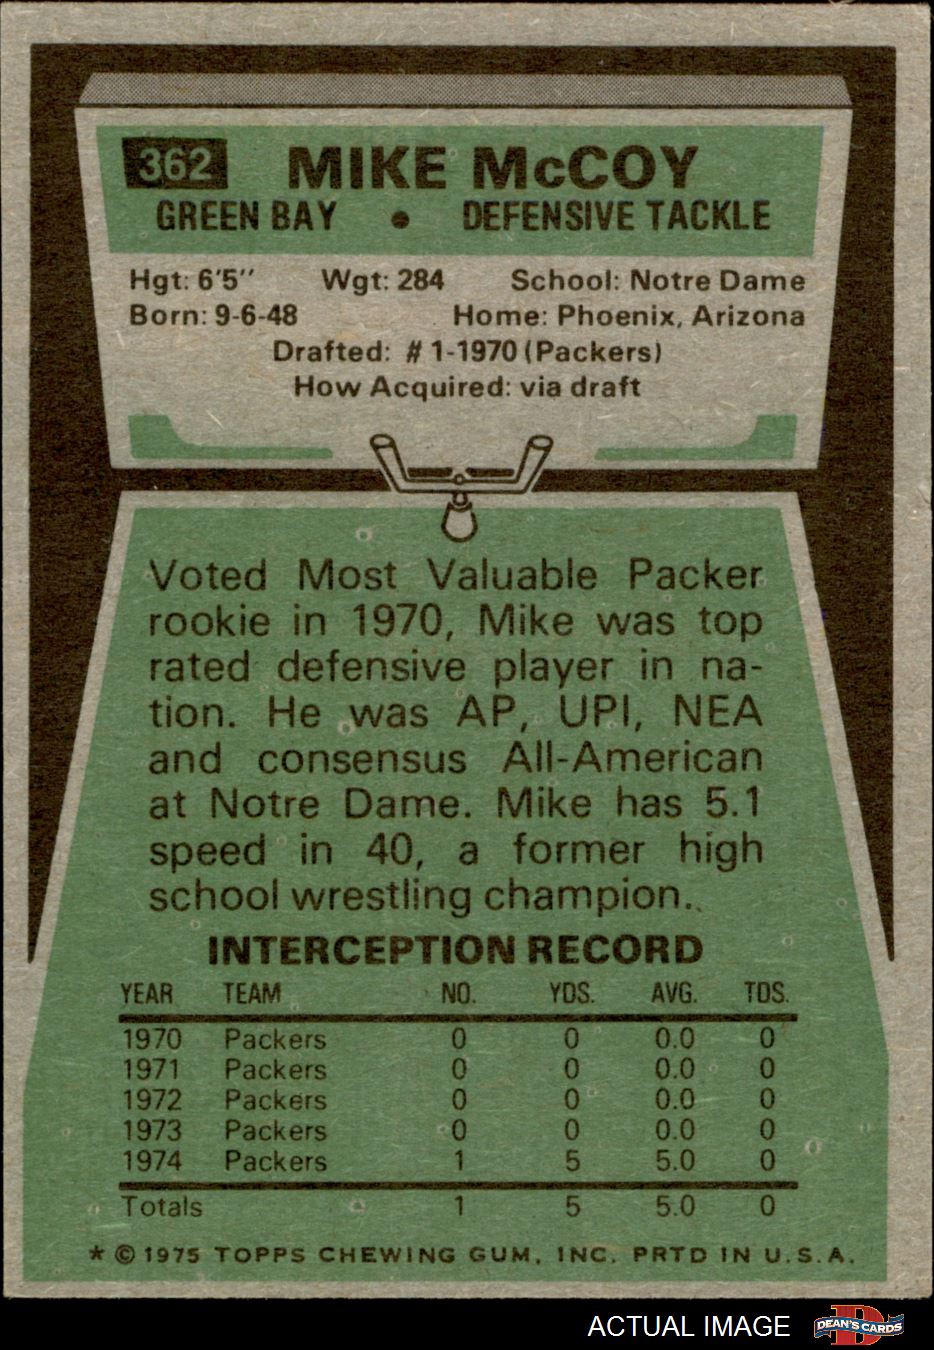 362 MIKE McCOY
GREEN BAY • DEFENSIVE TACKLE
Hgt: 6'5'' Wgt: 284 School: Notre Dame
Born: 9-6-48 Home: Phoenix, Arizona
Drafted: # 1-1970 (Packers)
How Acquired: via draft
Voted Most Valuable Packer
rookie in 1970, Mike was top
rated defensive player in na-
tion. He was AP, UPI, NEA
and consensus All-American
at Notre Dame. Mike has 5.1
speed in 40, a former high
school wrestling champion.
INTERCEPTION RECORD
YEAR TEAM NO. YDS. AVG. TDS.
1970 Packers 0 0 0.0 0
1971 Packers 0 0 0.0 0
1972 Packers 0 0 0.0 0
1973 Packers 0 0 0.0 0
1974 Packers 1 5 5.0 0
Totals 1 5 5.0 0
* © 1975 TOPPS CHEWING GUM, INC. PRTD IN U.S.A.
ACTUAL IMAGE D DEAN'S CARDS